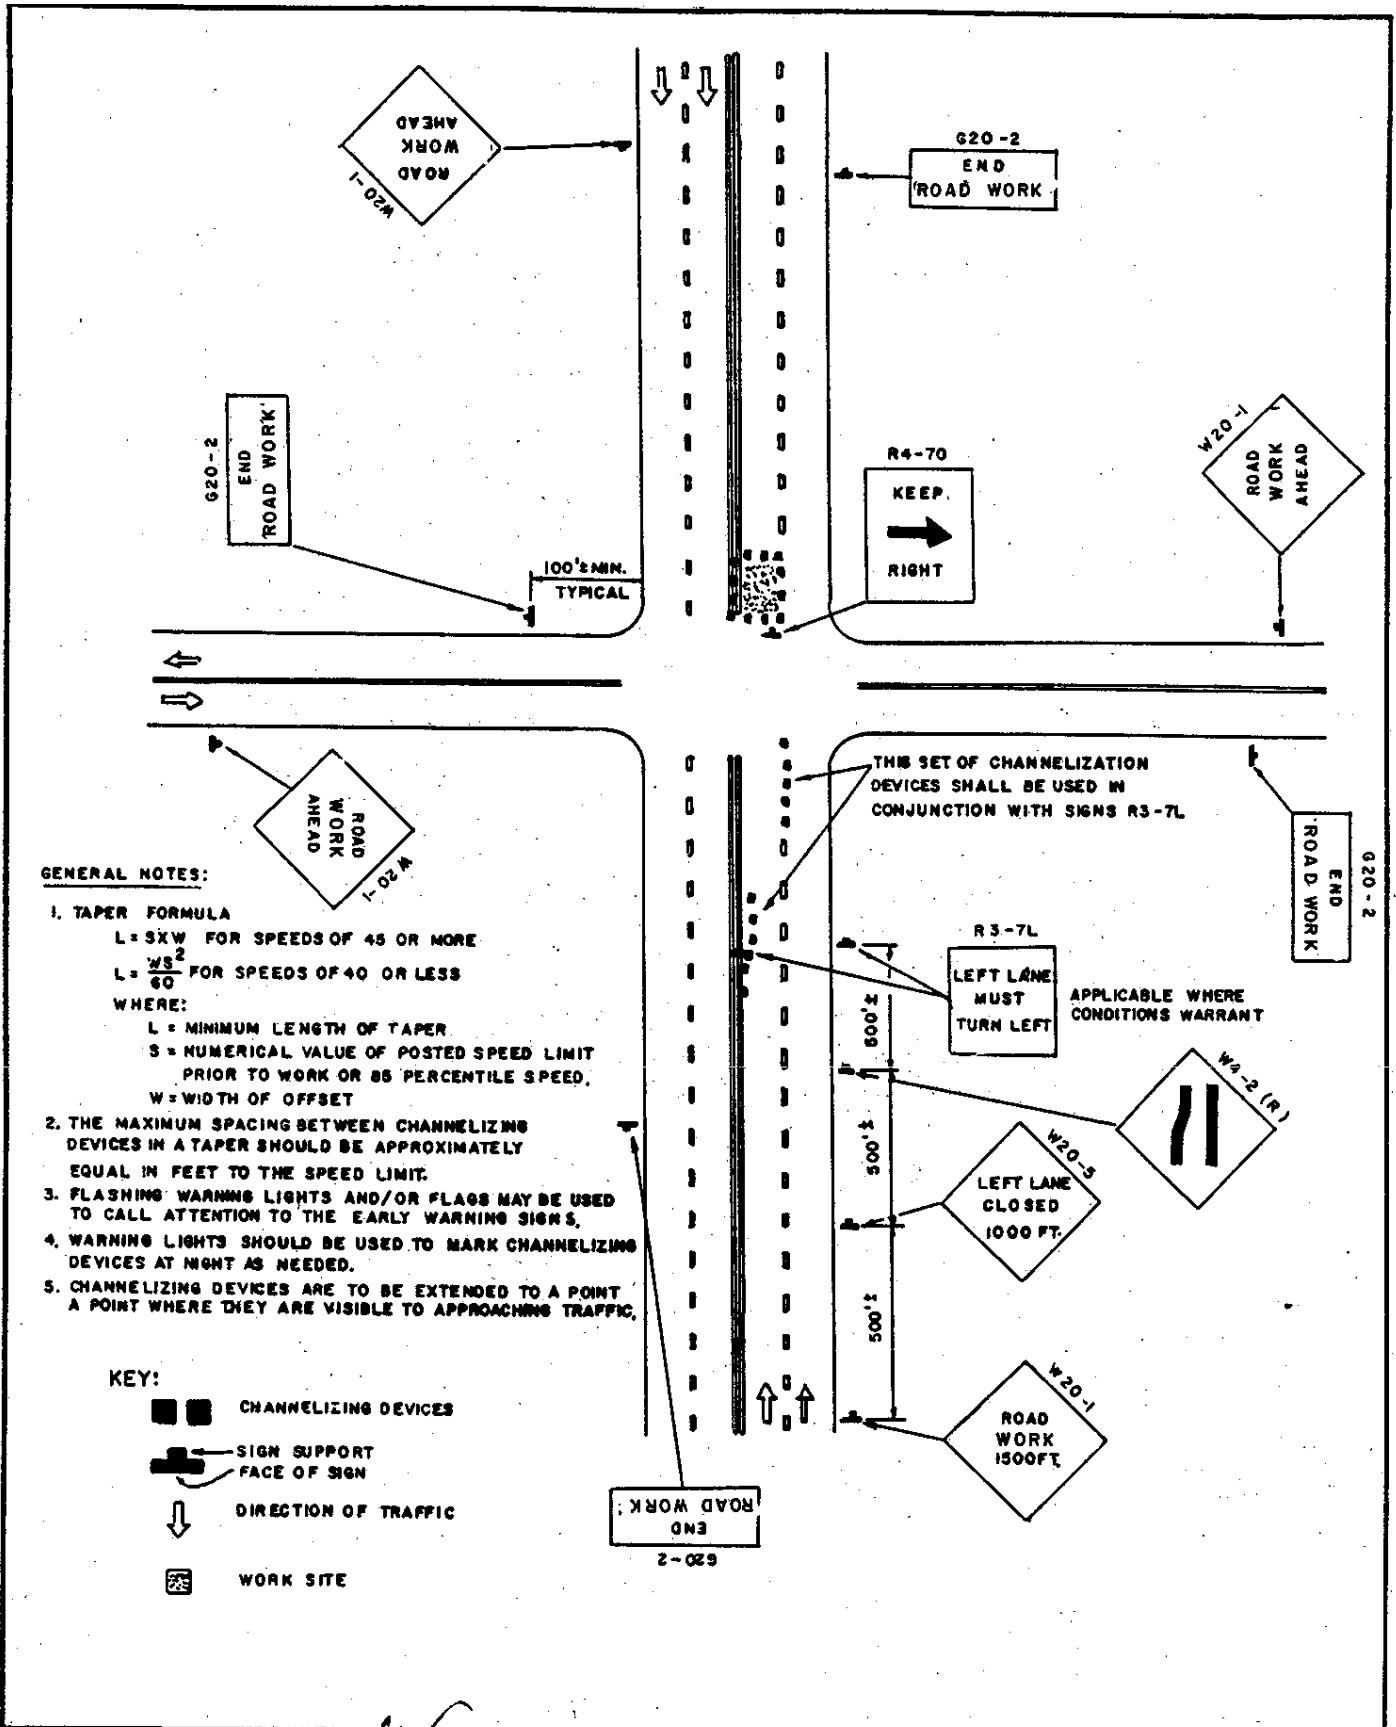 ROAD
WORK
AHEAD
W20-1
G20-2
END
'ROAD WORK
G20-2
END
'ROAD WORK'
100'± MIN.
TYPICAL
R4-70
KEEP
RIGHT
W20-1
ROAD
WORK
AHEAD
ROAD
WORK
AHEAD
W20-1
THIS SET OF CHANNELIZATION
DEVICES SHALL BE USED IN
CONJUNCTION WITH SIGNS R3-7L
G20-2
END
'ROAD WORK
R3-7L
LEFT LANE
MUST
TURN LEFT
APPLICABLE WHERE
CONDITIONS WARRANT
500'±
W4-2 (R)
500'±
W20-5
LEFT LANE
CLOSED
1000 FT.
500'±
W20-1
ROAD
WORK
1500FT.
GENERAL NOTES:
1. TAPER FORMULA
L = SXW FOR SPEEDS OF 45 OR MORE
L = WS²/60 FOR SPEEDS OF 40 OR LESS
WHERE:
L = MINIMUM LENGTH OF TAPER
S = NUMERICAL VALUE OF POSTED SPEED LIMIT
PRIOR TO WORK OR 85 PERCENTILE SPEED.
W = WIDTH OF OFFSET
2. THE MAXIMUM SPACING BETWEEN CHANNELIZING
DEVICES IN A TAPER SHOULD BE APPROXIMATELY
EQUAL IN FEET TO THE SPEED LIMIT.
3. FLASHING WARNING LIGHTS AND/OR FLAGS MAY BE USED
TO CALL ATTENTION TO THE EARLY WARNING SIGNS.
4. WARNING LIGHTS SHOULD BE USED TO MARK CHANNELIZING
DEVICES AT NIGHT AS NEEDED.
5. CHANNELIZING DEVICES ARE TO BE EXTENDED TO A POINT
A POINT WHERE THEY ARE VISIBLE TO APPROACHING TRAFFIC.
KEY:
CHANNELIZING DEVICES
SIGN SUPPORT
FACE OF SIGN
DIRECTION OF TRAFFIC
WORK SITE
END
ROAD WORK
G20-2